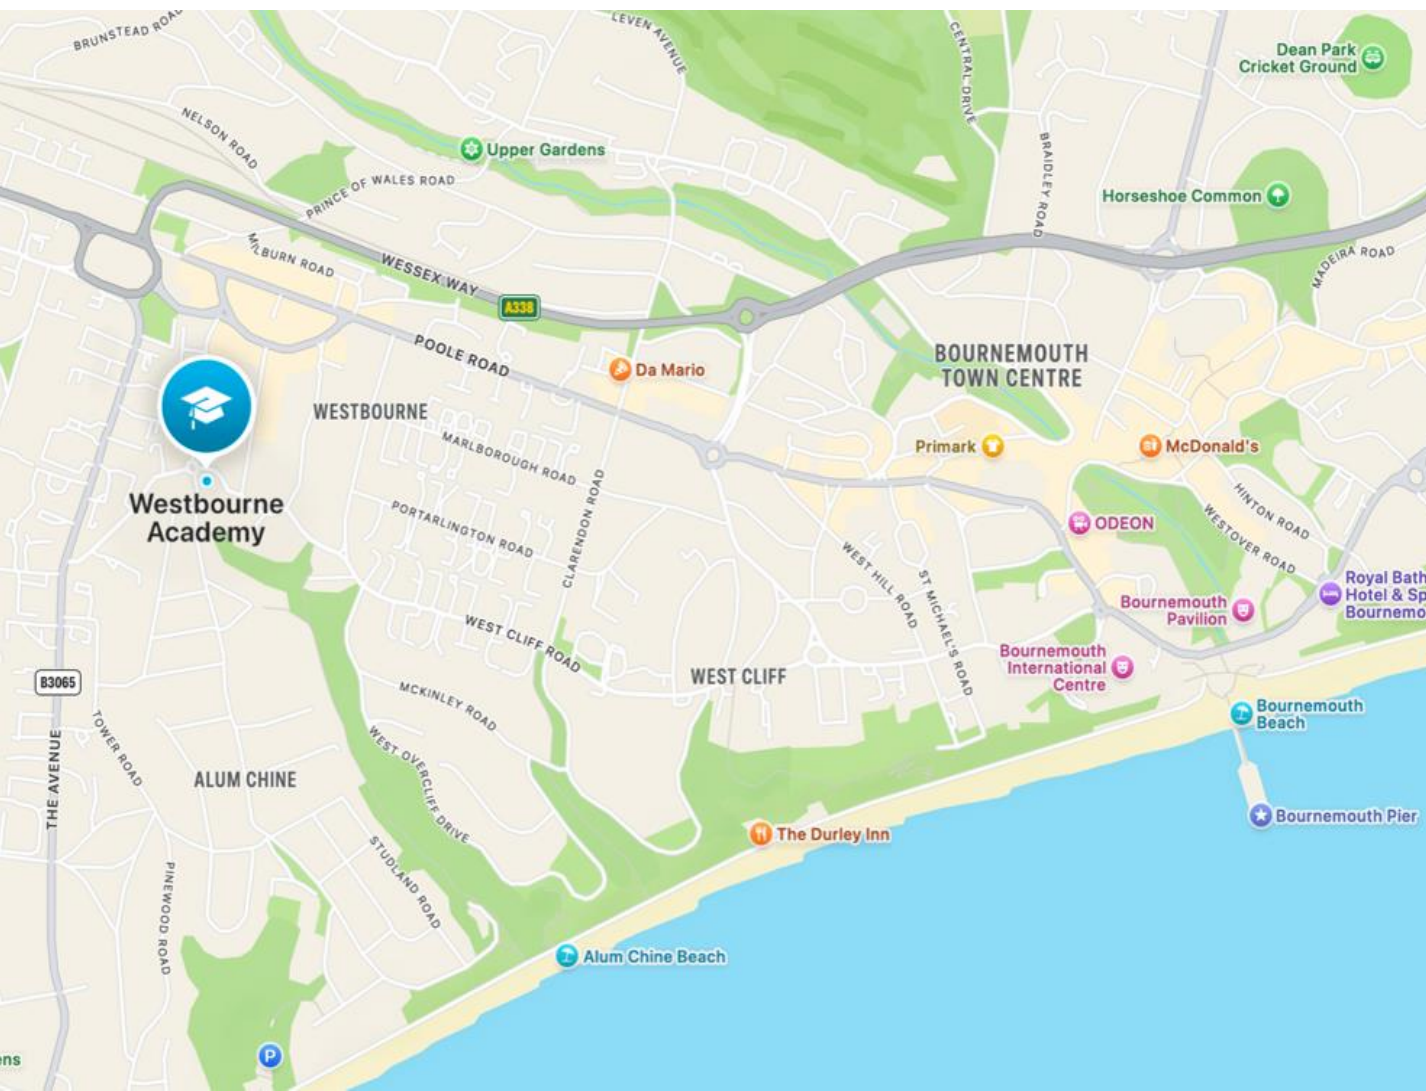 BRUNSTEAD ROAD
LEVEN AVENUE
CENTRAL DRIVE
Dean Park
Cricket Ground
NELSON ROAD
Upper Gardens
BRAIDLEY ROAD
PRINCE OF WALES ROAD
Horseshoe Common
MILBURN ROAD
WESSEX WAY
MADEIRA ROAD
A338
POOLE ROAD
Da Mario
BOURNEMOUTH
TOWN CENTRE
WESTBOURNE
MARLBOROUGH ROAD
Primark
McDonald's
Westbourne
Academy
PORTARLINGTON ROAD
CLARENDON ROAD
HINTON ROAD
WESTOVER ROAD
ODEON
WEST HILL ROAD
ST MICHAEL'S ROAD
Royal Bath
Hotel & Sp
Bournemo
Bournemouth
Pavilion
WEST CLIFF ROAD
Bournemouth
International
Centre
WEST CLIFF
B3065
MCKINLEY ROAD
Bournemouth
Beach
TOWER ROAD
THE AVENUE
WEST OVERCLIFF DRIVE
ALUM CHINE
Bournemouth Pier
The Durley Inn
STUDLAND ROAD
PINEWOOD ROAD
Alum Chine Beach
P
ens